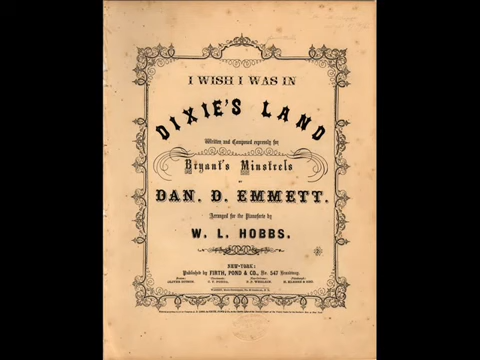 I WISH I WAS IN
DIXIE'S LAND
Written and Composed expressly for
Bryant's Minstrels
BY
DAN. D. EMMETT.
Arranged for the Pianoforte by
W. L. HOBBS.
NEW-YORK:
Published by FIRTH, POND & CO., No. 547 Broadway.